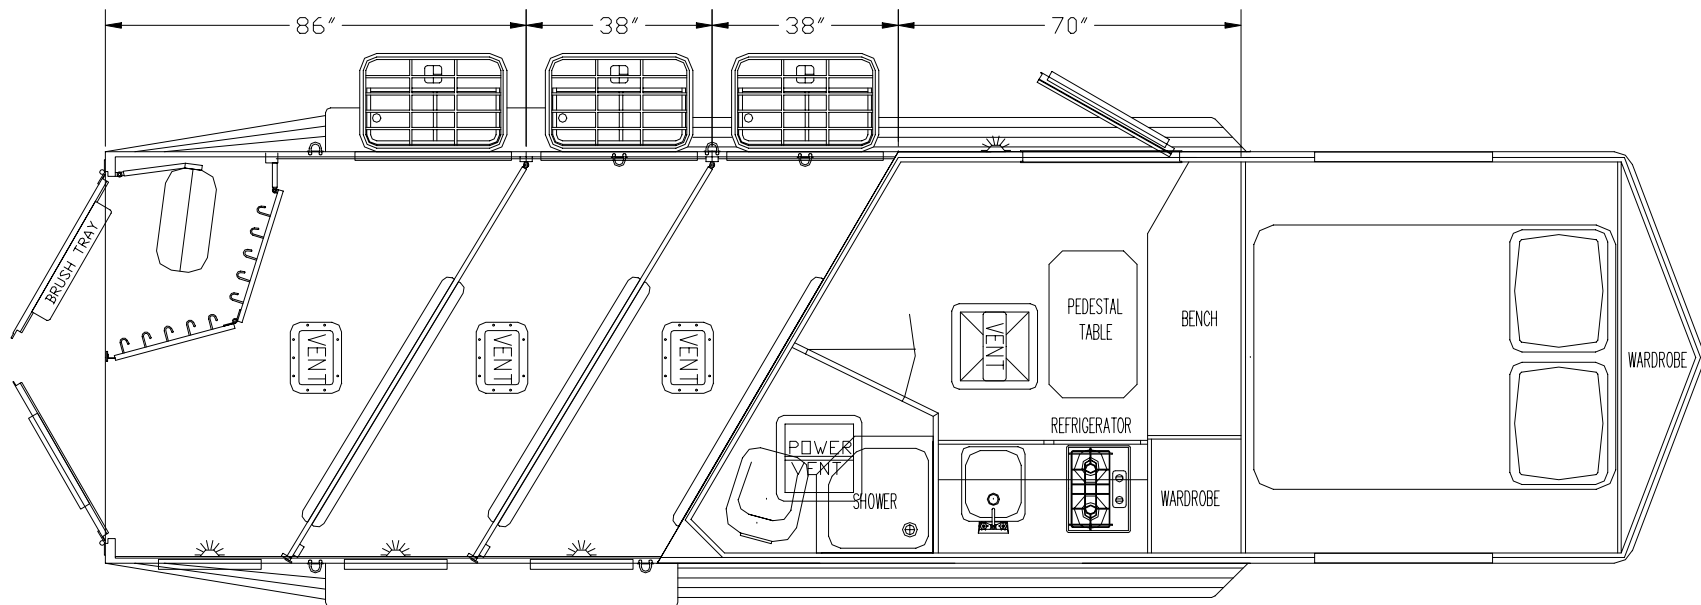 86"
38"
38"
70"
BRUSH TRAY
VENT
VENT
VENT
VENT
PEDESTAL
TABLE
BENCH
WARDROBE
REFRIGERATOR
POWER
VENT
SHOWER
WARDROBE